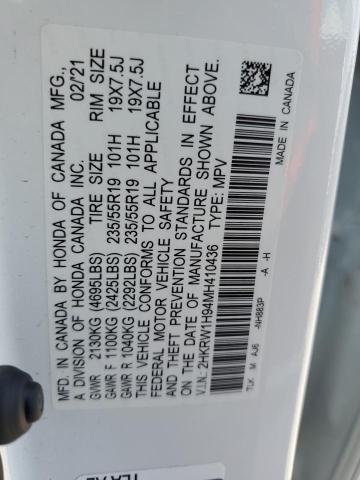 MFD. IN CANADA BY HONDA OF CANADA MFG.,
A DIVISION OF HONDA CANADA INC. 02/21
TIRE SIZE RIM SIZE
GVWR 2130KG (4695LBS)
GAWR F 1100KG (2425LBS) 235/55R19 101H 19X7.5J
GAWR R 1040KG (2292LBS) 235/55R19 101H 19X7.5J
THIS VEHICLE CONFORMS TO ALL APPLICABLE
FEDERAL MOTOR VEHICLE SAFETY
AND THEFT PREVENTION STANDARDS IN EFFECT
ON THE DATE OF MANUFACTURE SHOWN ABOVE.
V.I.N.: 2HKRW1H94MH410436 TYPE: MPV
TLK M AJ6 -NH883P -A -H
MADE IN CANADA